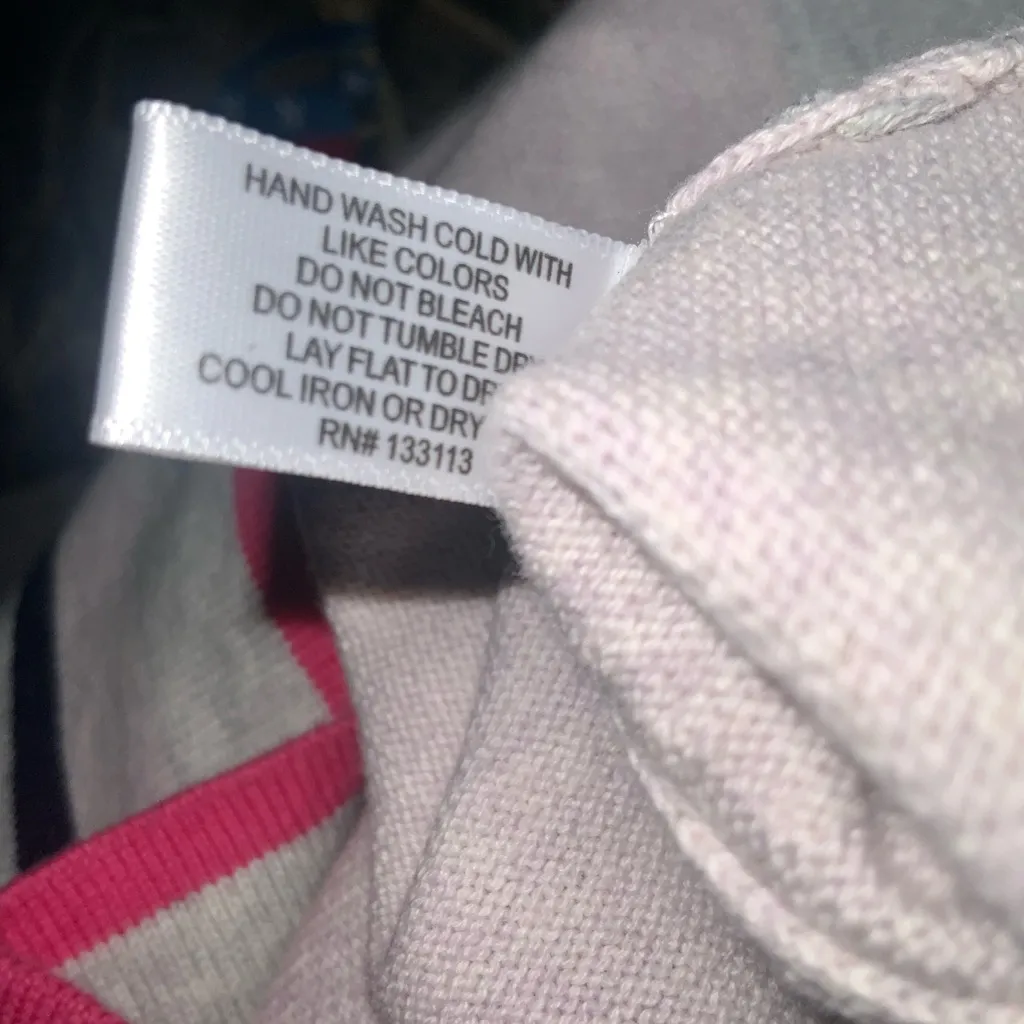 HAND WASH COLD WITH
LIKE COLORS
DO NOT BLEACH
DO NOT TUMBLE
LAY FLAT TO
COOL IRON OR DRY
RN# 133113